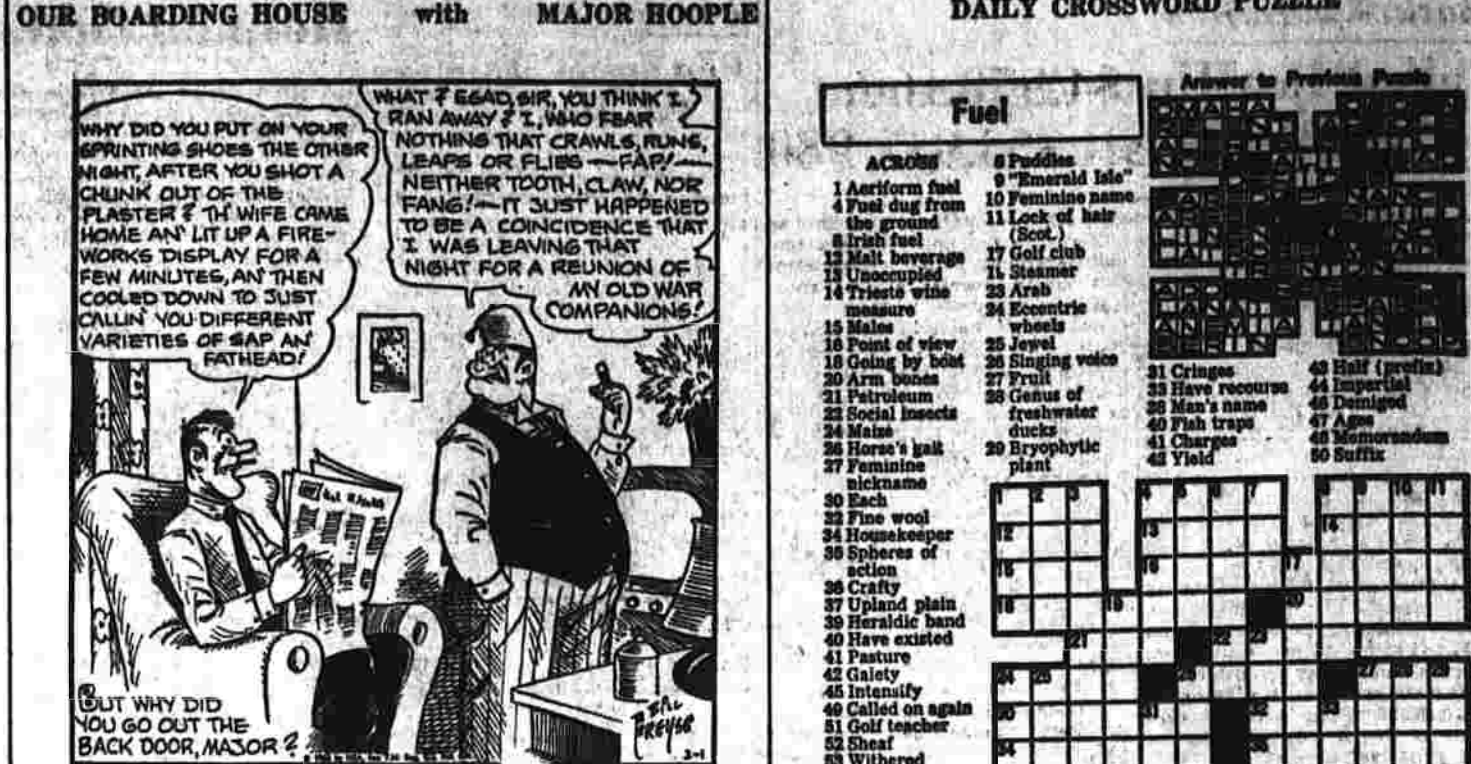 OUR BOARDING HOUSE with MAJOR HOOPLE
WHY DID YOU PUT ON YOUR
SPRINTING SHOES THE OTHER
NIGHT, AFTER YOU SHOT A
CHUNK OUT OF THE
PLASTER? TH' WIFE CAME
HOME AN' LIT UP A FIRE-
WORKS DISPLAY FOR A
FEW MINUTES, AN' THEN
COOLED DOWN TO JUST
CALLIN' YOU DIFFERENT
VARIETIES OF SAP AN'
FATHEAD!
WHAT? EGAD, SIR, YOU THINK I
RAN AWAY? I, WHO FEAR
NOTHING THAT CRAWLS, RUNS,
LEAPS OR FLIES—FAP!—
NEITHER TOOTH, CLAW, NOR
FANG!—IT JUST HAPPENED
TO BE A COINCIDENCE THAT
I WAS LEAVING THAT
NIGHT FOR A REUNION OF
MY OLD WAR
COMPANIONS!
BUT WHY DID
YOU GO OUT THE
BACK DOOR, MAJOR?
BILL
FREYSE
3-1
DAILY CROSSWORD PUZZLE
Fuel
Answer to Previous Puzzle
ACROSS
1 Aeriform fuel
4 Fuel dug from
the ground
8 Irish fuel
12 Malt beverage
13 Unoccupied
14 Trieste wine
measure
15 Males
16 Point of view
18 Going by boat
20 Arm bones
21 Petroleum
22 Social insects
24 Maize
26 Horse's gait
27 Feminine
nickname
30 Each
32 Fine wool
34 Housekeeper
35 Spheres of
action
36 Crafty
37 Upland plain
39 Heraldic band
40 Have existed
41 Pasture
42 Gaiety
45 Intensify
49 Called on again
51 Golf teacher
52 Sheaf
53 Withered
Puddles
9 "Emerald Isle"
10 Feminine name
11 Lock of hair
(Scot.)
17 Golf club
Steamer
23 Arab
24 Eccentric
wheels
25 Jewel
26 Singing voice
27 Fruit
28 Genus of
freshwater
ducks
29 Bryophytic
plant
31 Cringes
33 Have recourse
38 Man's name
40 Fish traps
41 Charges
42 Yield
43 Half (prefix)
44 Impartial
46 Demigod
47 Ages
48 Memorandum
50 Suffix